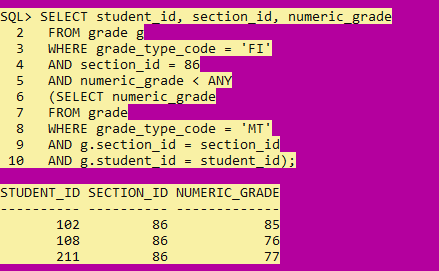 SQL> SELECT student_id, section_id, numeric_grade
2 FROM grade g
3 WHERE grade_type_code = 'FI'
4 AND section_id = 86
5 AND numeric_grade < ANY
6 (SELECT numeric_grade
7 FROM grade
8 WHERE grade_type_code = 'MT'
9 AND g.section_id = section_id
10 AND g.student_id = student_id);
STUDENT_ID SECTION_ID NUMERIC_GRADE
---------- ---------- -------------
102 86 85
108 86 76
211 86 77